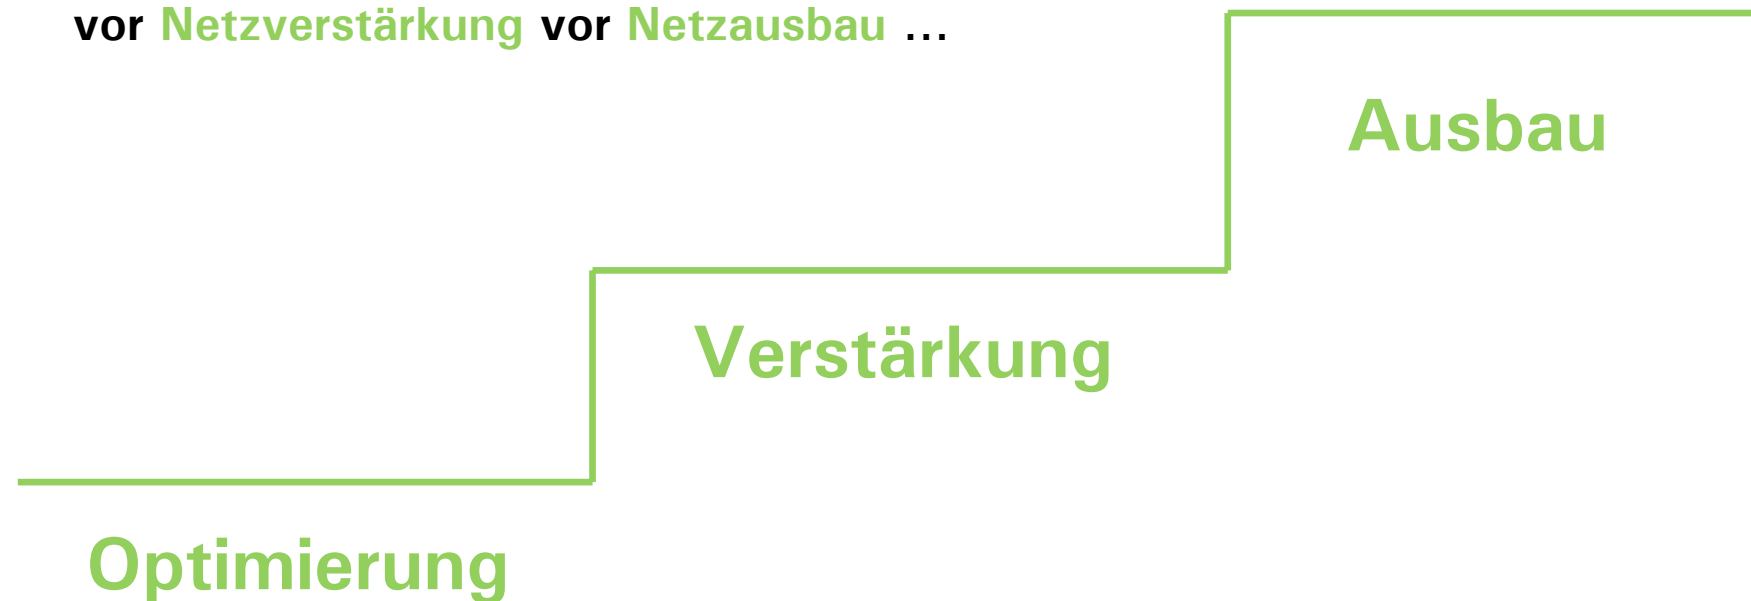 vor Netzverstärkung vor Netzausbau …
Ausbau
Verstärkung
Optimierung